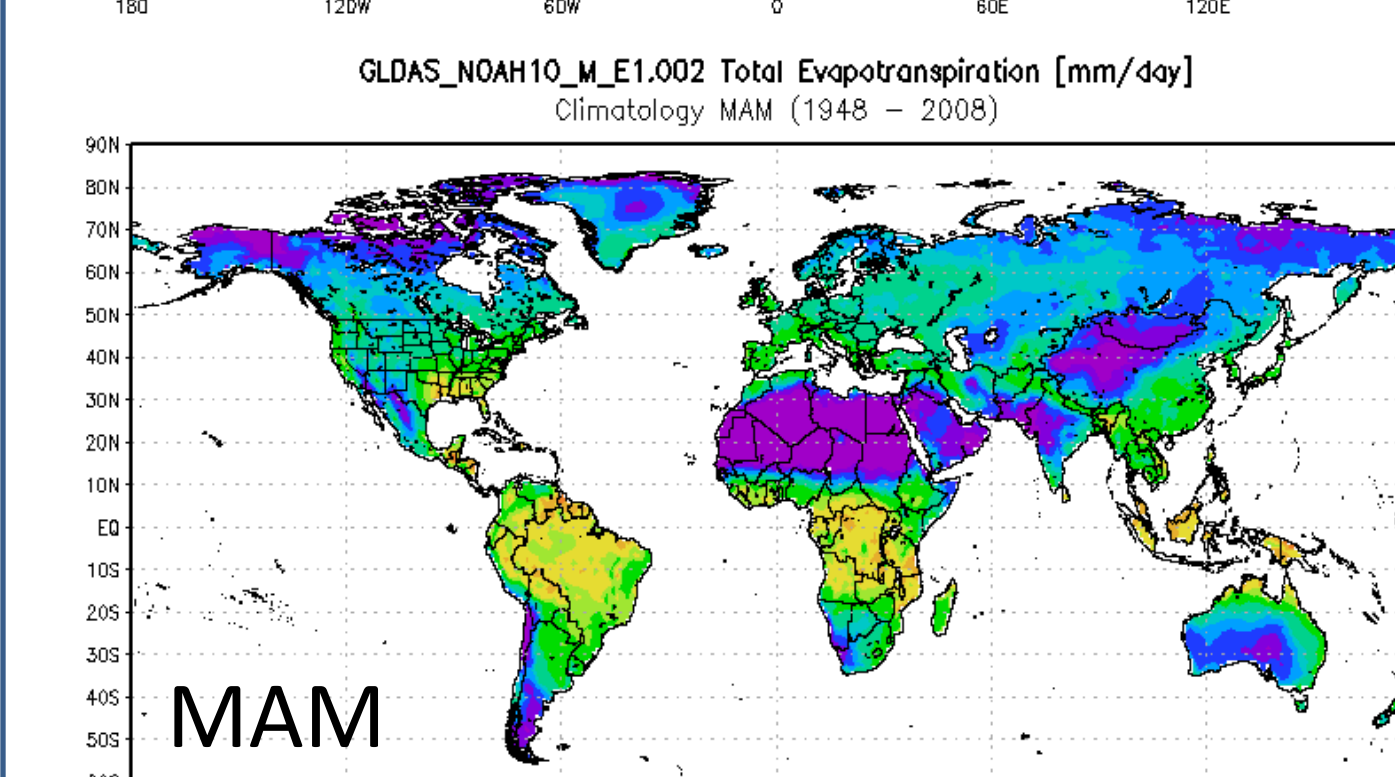 180 120W 60W 0 60E 120E
GLDAS_NOAH10_M_E1.002 Total Evapotranspiration [mm/day]
Climatology MAM (1948 – 2008)
90N
80N
70N
60N
50N
40N
30N
20N
10N
EQ
10S
20S
30S
40S
50S
MAM